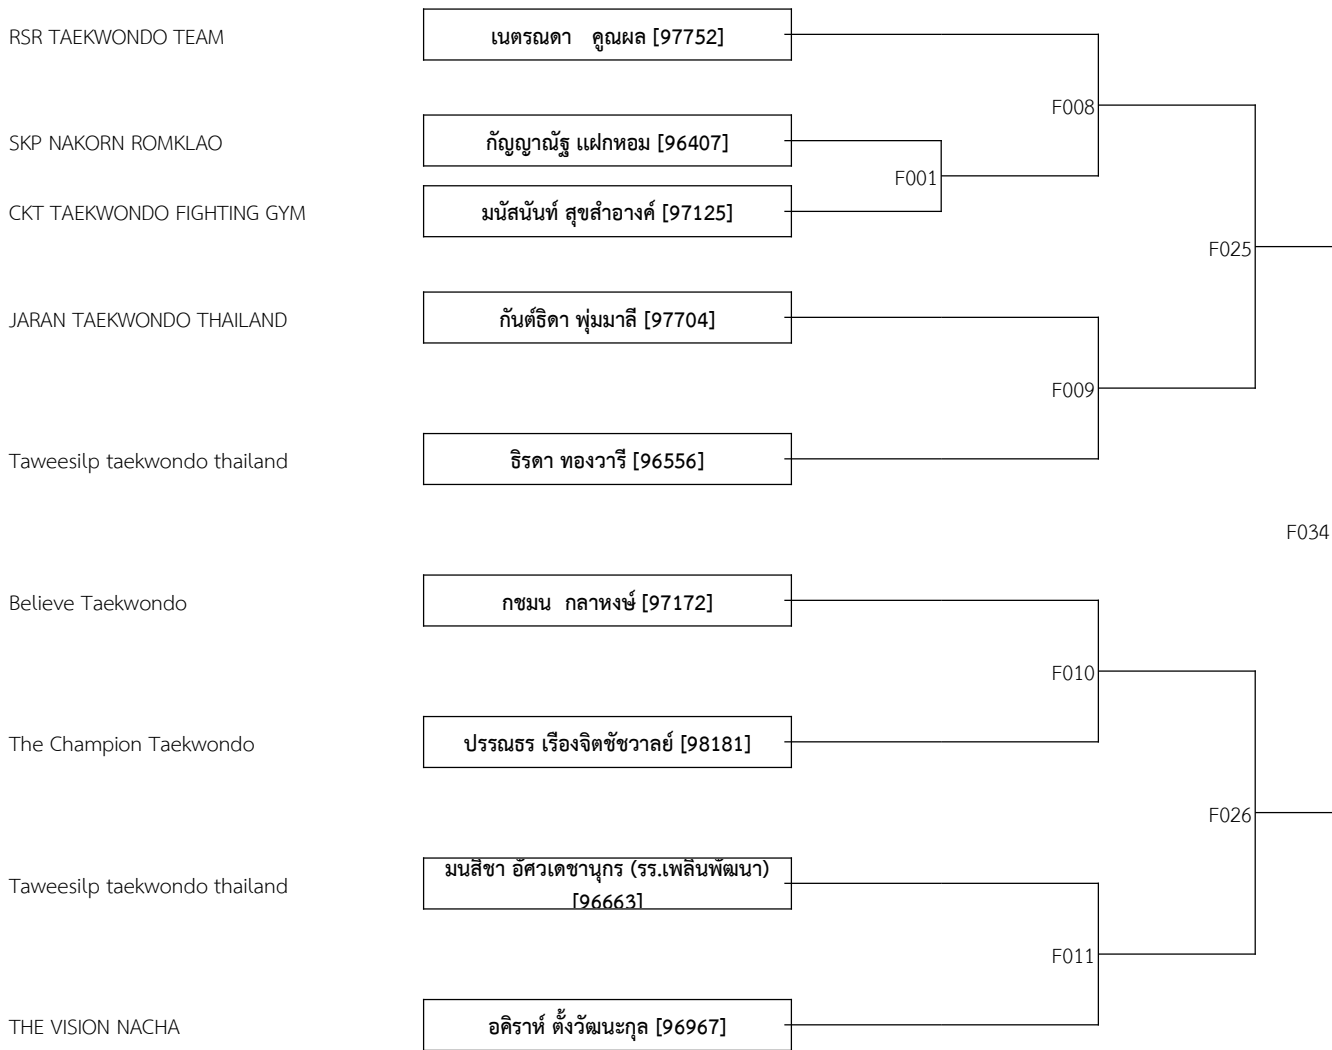 RSR TAEKWONDO TEAM
เนตรณดา คูณผล [97752]
F008
SKP NAKORN ROMKLAO
กัญญาณัฐ แฝกหอม [96407]
F001
CKT TAEKWONDO FIGHTING GYM
มนัสนันท์ สุขสำอางค์ [97125]
F025
JARAN TAEKWONDO THAILAND
กันต์ธิดา พุ่มมาลี [97704]
F009
Taweesilp taekwondo thailand
ธิรดา ทองวารี [96556]
F034
Believe Taekwondo
กชมน กลาหงษ์ [97172]
F010
The Champion Taekwondo
ปรรณธร เรืองจิตชัชวาลย์ [98181]
F026
Taweesilp taekwondo thailand
มนสิชา อัศวเดชานุกร (รร.เพลินพัฒนา)
[96663]
F011
THE VISION NACHA
อคิราห์ ตั้งวัฒนะกุล [96967]